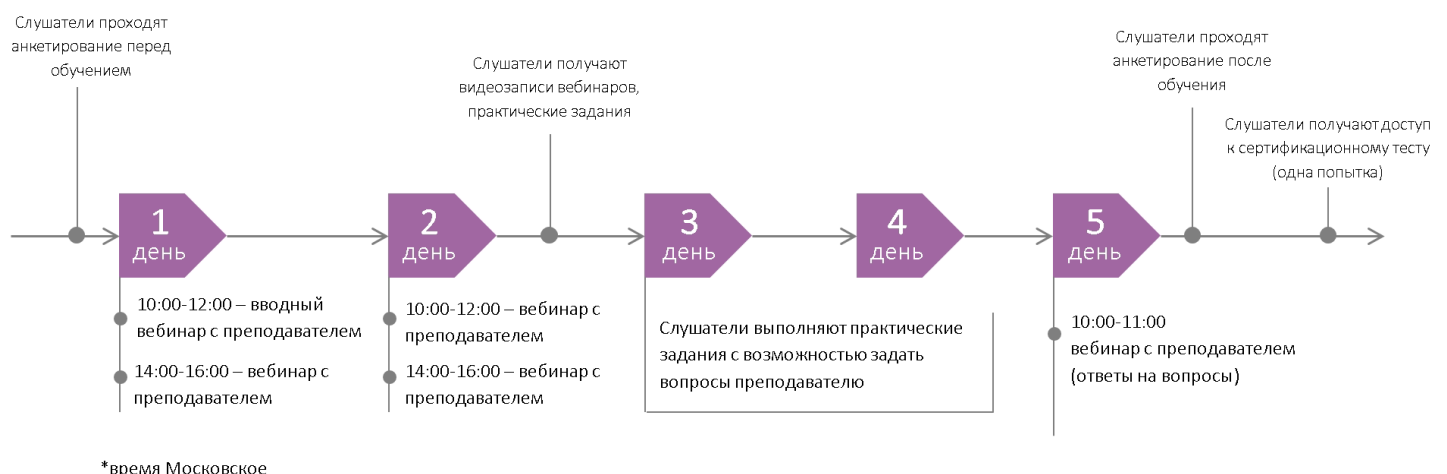 Слушатели проходят
анкетирование перед
обучением
Слушатели получают
видеозаписи вебинаров,
практические задания
Слушатели проходят
анкетирование после
обучения
Слушатели получают доступ
к сертификационному тесту
(одна попытка)
1
день
2
день
3
день
4
день
5
день
10:00-12:00 – вводный
вебинар с преподавателем
14:00-16:00 – вебинар с
преподавателем
10:00-12:00 – вебинар с
преподавателем
14:00-16:00 – вебинар с
преподавателем
Слушатели выполняют практические
задания с возможностью задать
вопросы преподавателю
10:00-11:00
вебинар с преподавателем
(ответы на вопросы)
*время Московское